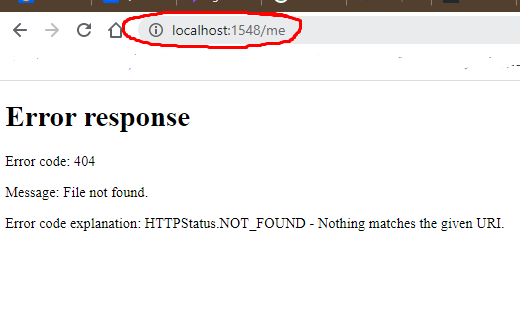 localhost:1548/me
Error response
Error code: 404
Message: File not found.
Error code explanation: HTTPStatus.NOT_FOUND - Nothing matches the given URI.